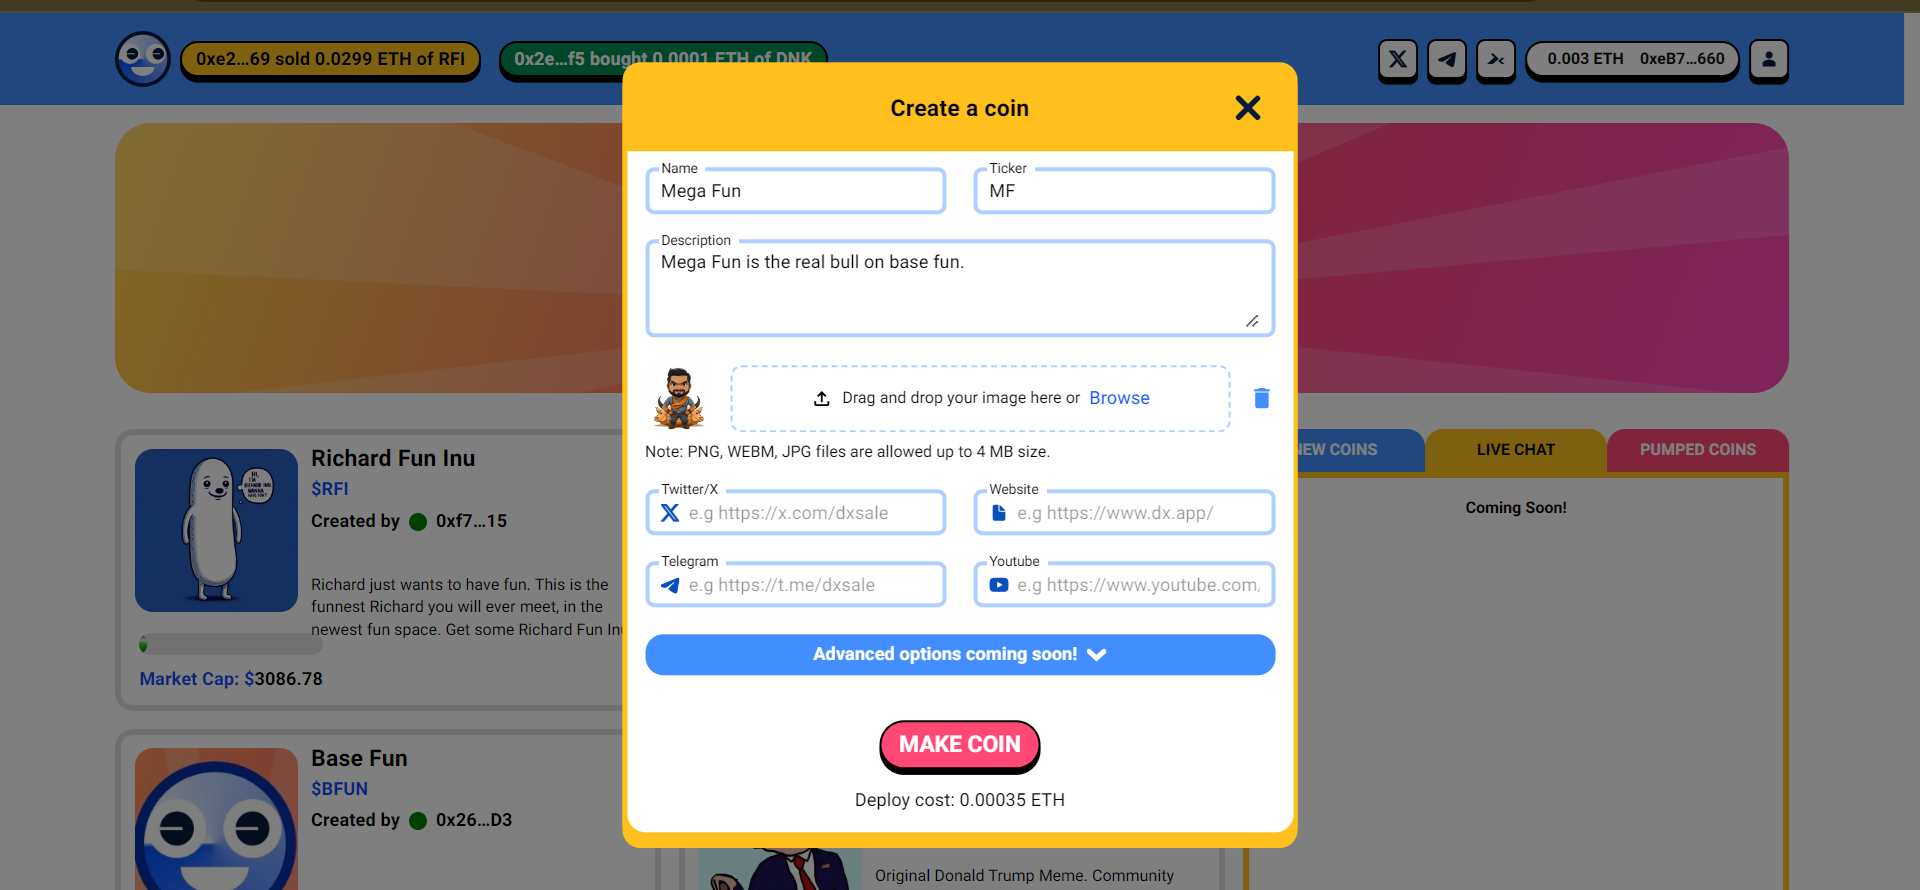 0xe2...69 sold 0.0299 ETH of RFI
0x2e...f5 bought 0.0001 ETH of DNK
0.003 ETH 0xeB7...660
Create a coin
Name
Mega Fun
Ticker
MF
Description
Mega Fun is the real bull on base fun.
Drag and drop your image here or Browse
Note: PNG, WEBM, JPG files are allowed up to 4 MB size.
Twitter/X
e.g https://x.com/dxsale
Website
e.g https://www.dx.app/
Telegram
e.g https://t.me/dxsale
Youtube
e.g https://www.youtube.com,
Advanced options coming soon!
MAKE COIN
Deploy cost: 0.00035 ETH
Richard Fun Inu
$RFI
Created by 0xf7...15
HI, I'M RICHARD INU. WANNA HAVE FUN?
Richard just wants to have fun. This is the
funnest Richard you will ever meet, in the
newest fun space. Get some Richard Fun
Market Cap: $3086.78
Base Fun
$BFUN
Created by 0x26...D3
Original Donald Trump Meme. Community
COINS
LIVE CHAT
PUMPED COINS
Coming Soon!